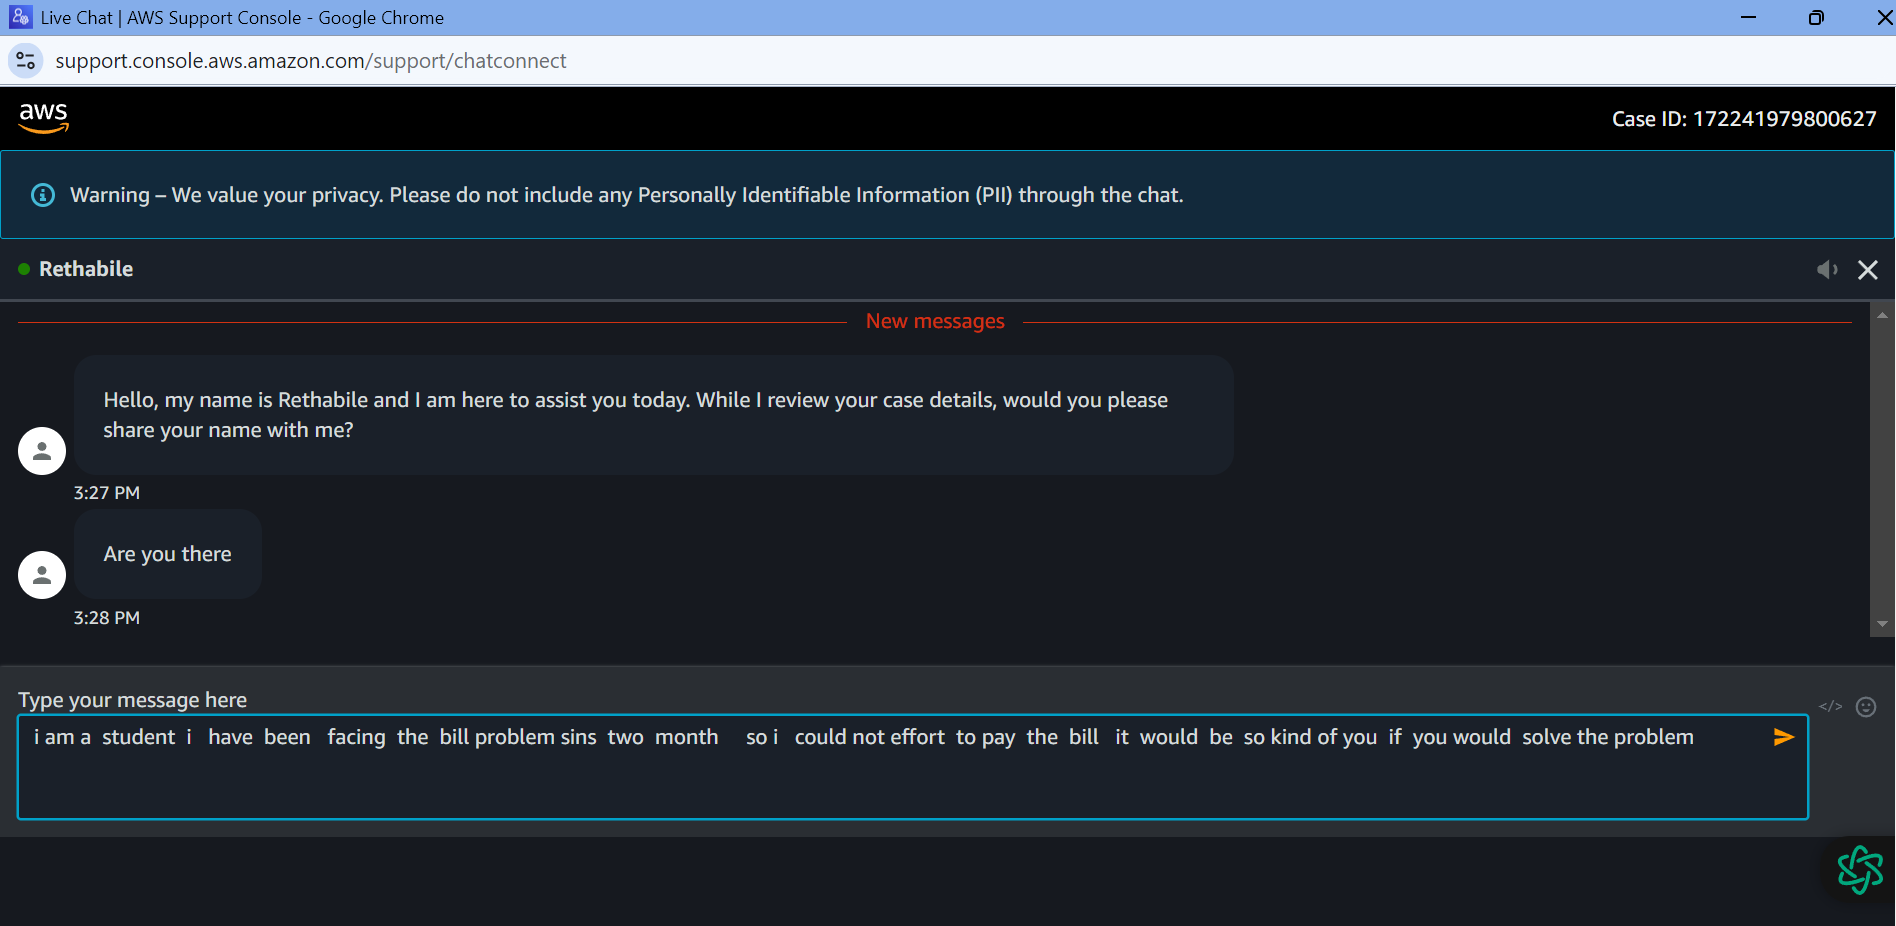 Live Chat | AWS Support Console - Google Chrome
support.console.aws.amazon.com/support/chatconnect
aws
Case ID: 172241979800627
Warning – We value your privacy. Please do not include any Personally Identifiable Information (PII) through the chat.
Rethabile
New messages
Hello, my name is Rethabile and I am here to assist you today. While I review your case details, would you please
share your name with me?
3:27 PM
Are you there
3:28 PM
Type your message here
</>
i am a student i have been facing the bill problem sins two month so i could not effort to pay the bill it would be so kind of you if you would solve the problem